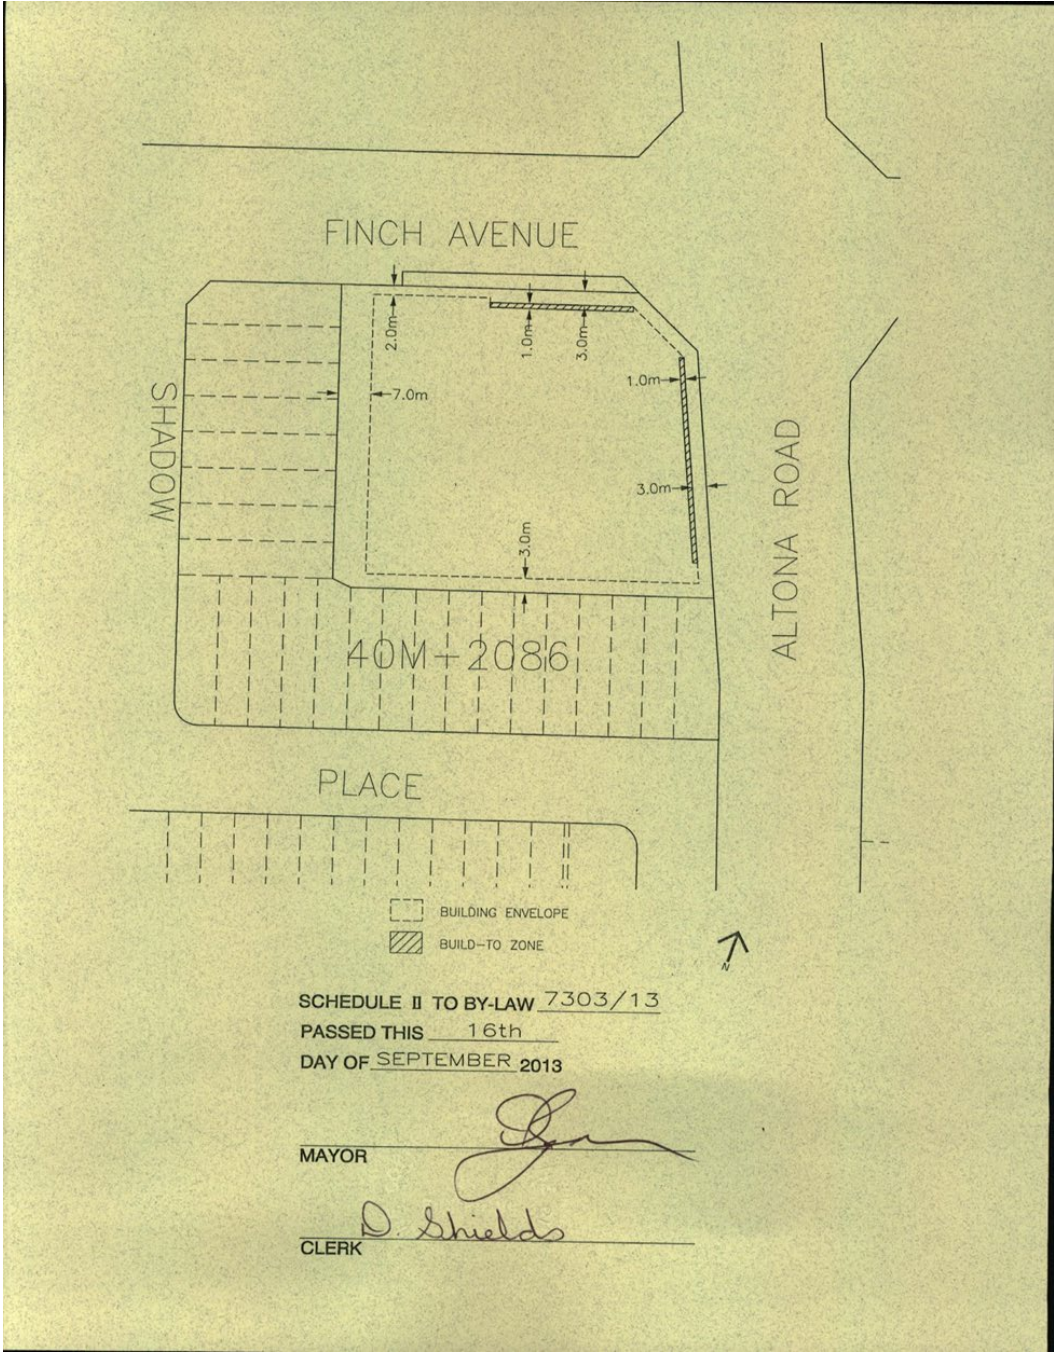 FINCH AVENUE
2.0m
1.0m
3.0m
1.0m
7.0m
SHADOW
3.0m
3.0m
ALTONA ROAD
40M-2086
PLACE
BUILDING ENVELOPE
BUILD-TO ZONE
N
SCHEDULE II TO BY-LAW 7303/13
PASSED THIS 16th
DAY OF SEPTEMBER 2013
MAYOR
D. Shields
CLERK